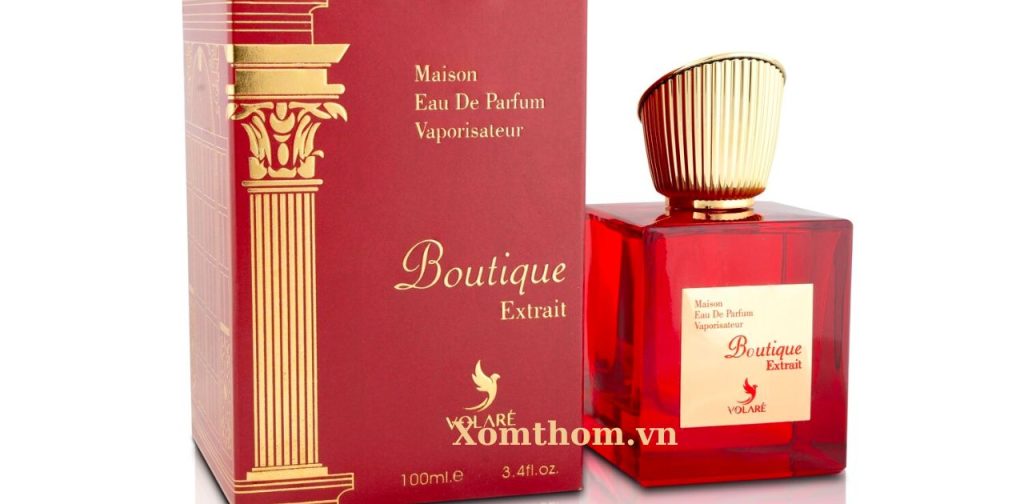 Maison
Eau De Parfum
Vaporisateur
Boutique
Extrait
VOLARÉ
100ml.e
3.4fl.oz.
Maison
Eau De Parfum
Vaporisateur
Boutique
Extrait
VOLARÉ
Xomthom.vn